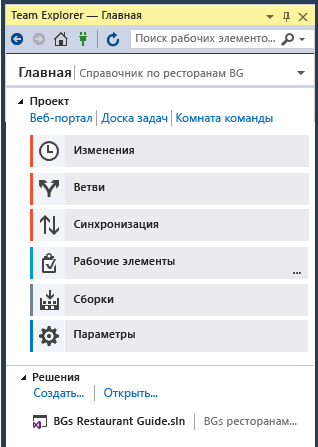 Team Explorer — Главная
Поиск рабочих элементо...
Главная Справочник по ресторанам BG
Проект
Веб-портал Доска задач Комната команды
Изменения
Ветви
Синхронизация
Рабочие элементы
...
Сборки
Параметры
Решения
Создать... Открыть...
BGs Restaurant Guide.sln BGs ресторанам...